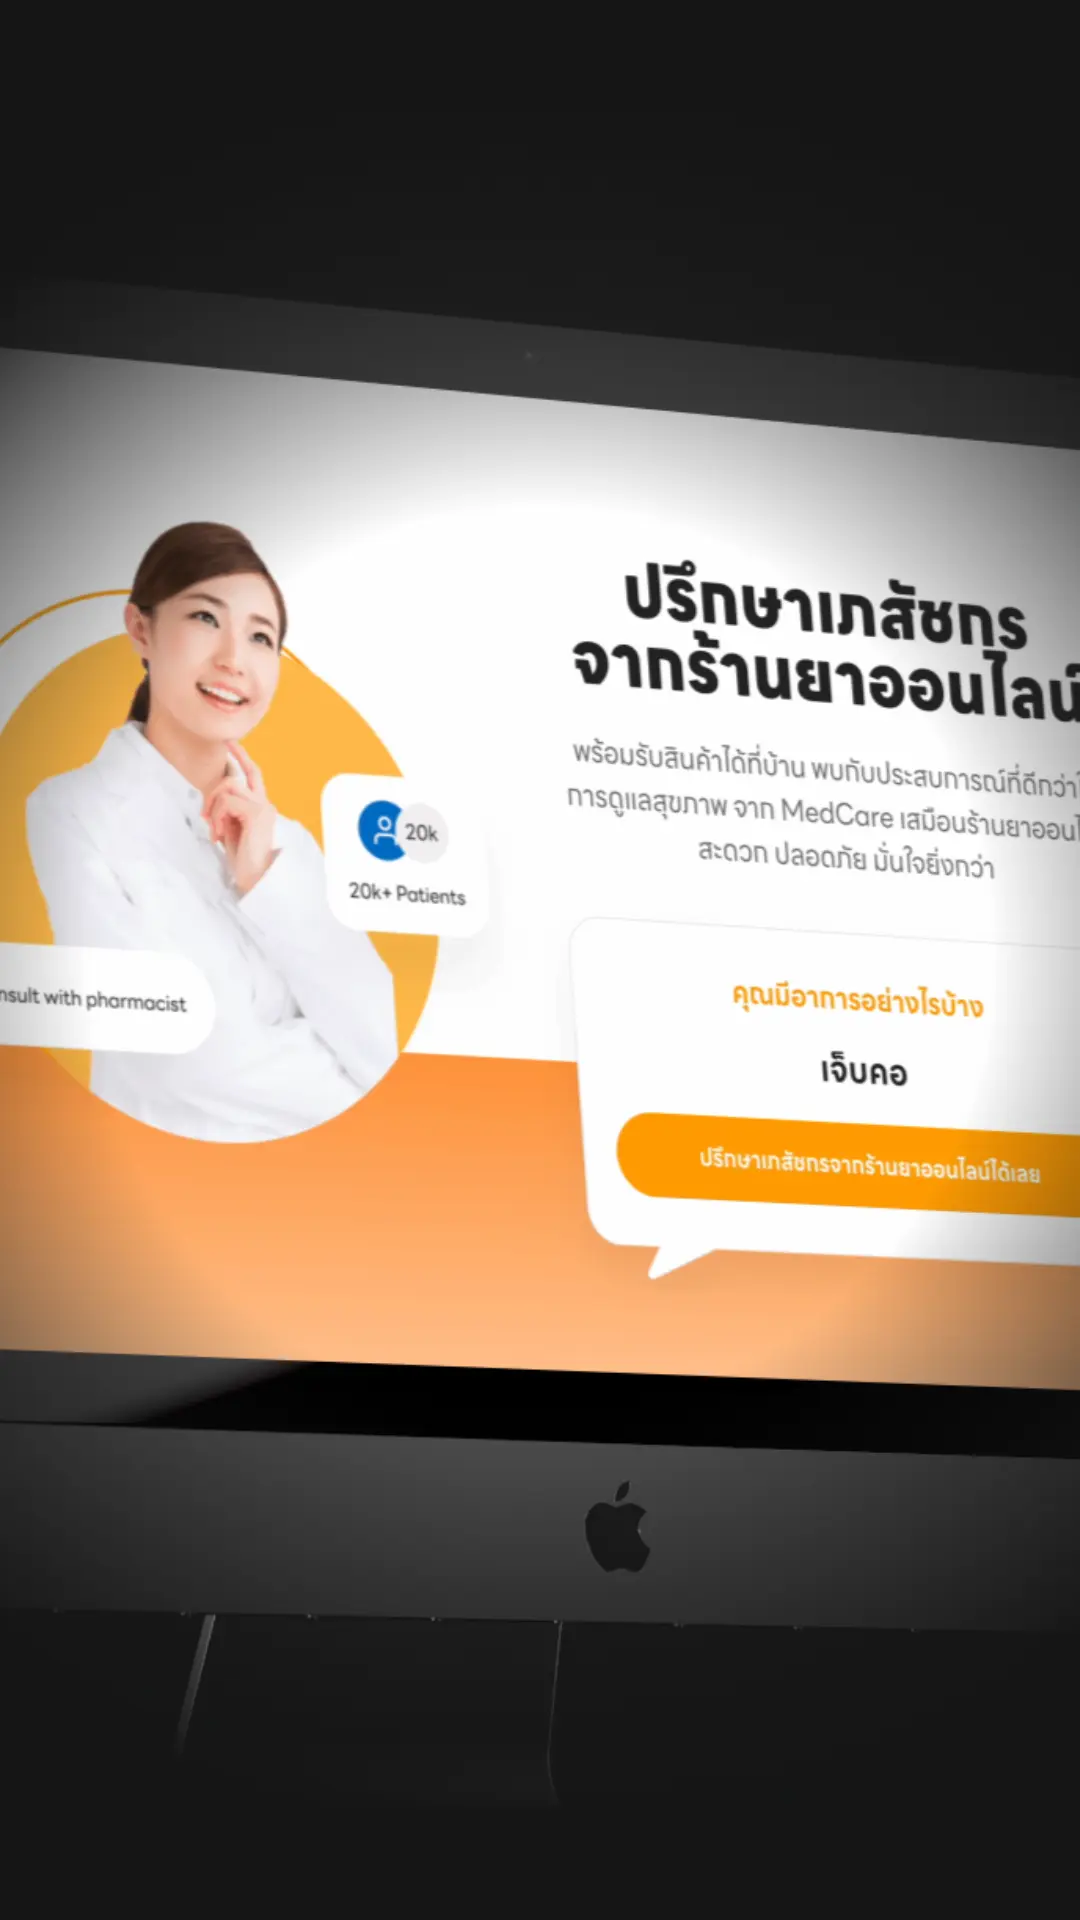 ปรึกษาเภสัชกร
จากร้านยาออนไลน์
พร้อมรับสินค้าได้ที่บ้าน พบกับประสบการณ์ที่ดีกว่า
การดูแลสุขภาพ จาก MedCare เสมือนร้านยาออน
สะดวก ปลอดภัย มั่นใจยิ่งกว่า
20k
20k+ Patients
nsult with pharmacist
คุณมีอาการอย่างไรบ้าง
เจ็บคอ
ปรึกษาเภสัชกรจากร้านยาออนไลน์ได้เลย